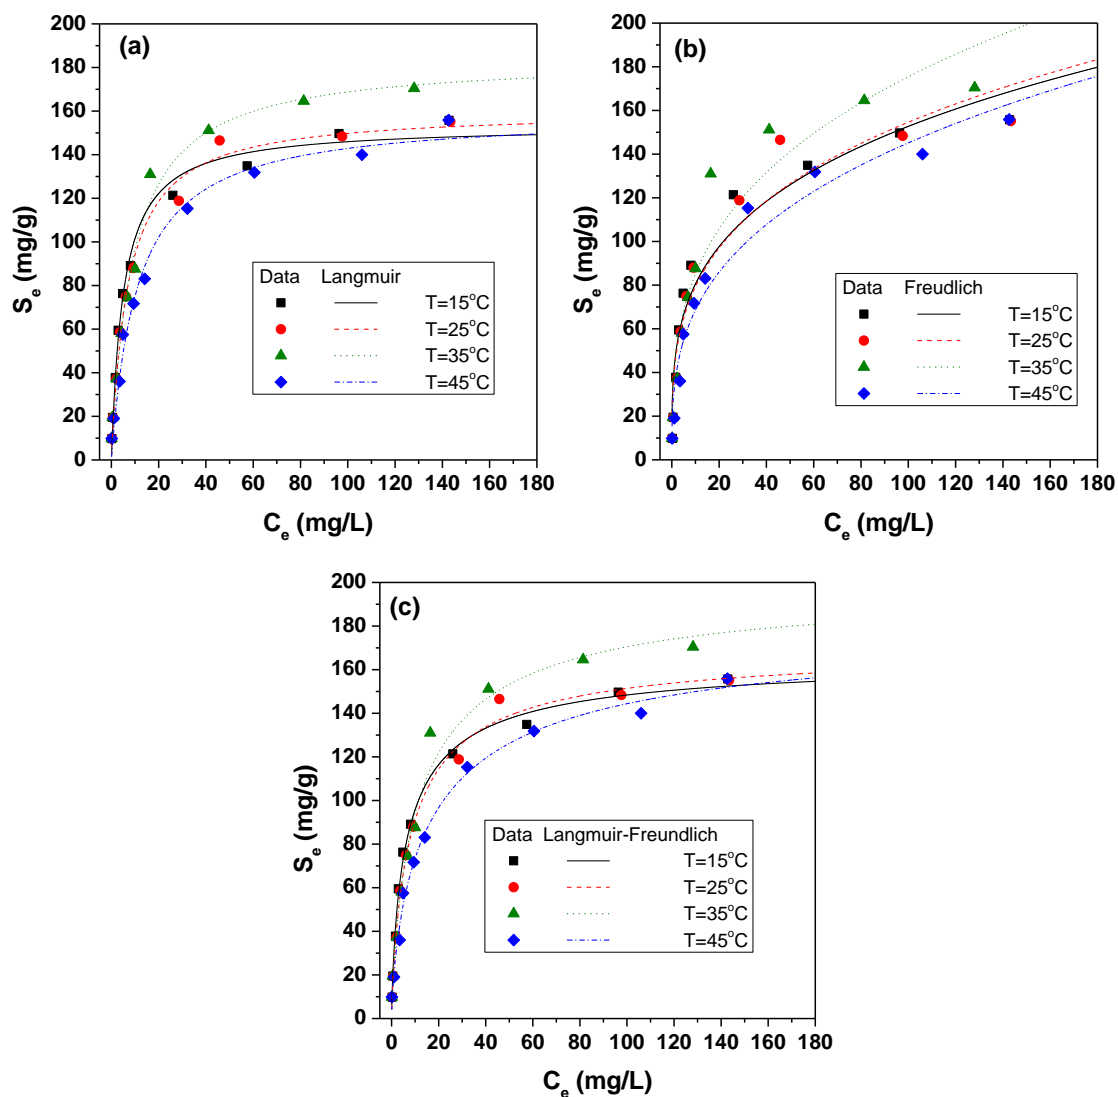 (a)
200
180
160
140
120
100
80
60
40
20
0
S_e (mg/g)
Data Langmuir
T=15°C
T=25°C
T=35°C
T=45°C
0 20 40 60 80 100 120 140 160 180
C_e (mg/L)
(b)
200
180
160
140
120
100
80
60
40
20
0
S_e (mg/g)
Data Freudlich
T=15°C
T=25°C
T=35°C
T=45°C
0 20 40 60 80 100 120 140 160 180
C_e (mg/L)
(c)
200
180
160
140
120
100
80
60
40
20
0
S_e (mg/g)
Data Langmuir-Freundlich
T=15°C
T=25°C
T=35°C
T=45°C
0 20 40 60 80 100 120 140 160 180
C_e (mg/L)